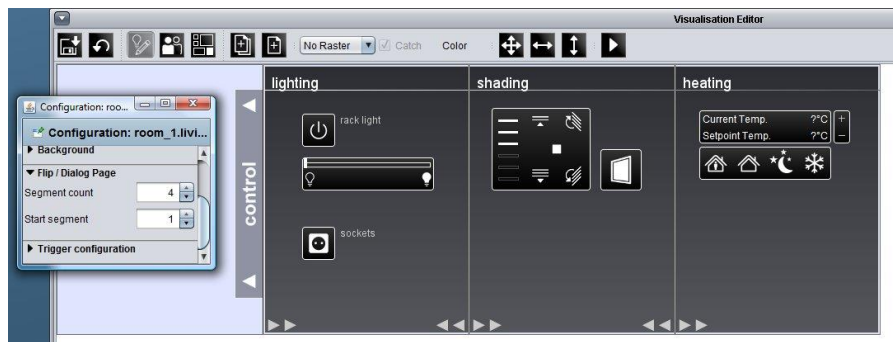 Visualisation Editor
No Raster
Catch
Color
Configuration: roo...
Configuration: room_1.livi...
Background
Flip / Dialog Page
Segment count
4
Start segment
1
Trigger configuration
control
lighting
rack light
sockets
shading
heating
Current Temp. ?°C +
Setpoint Temp. ?°C −